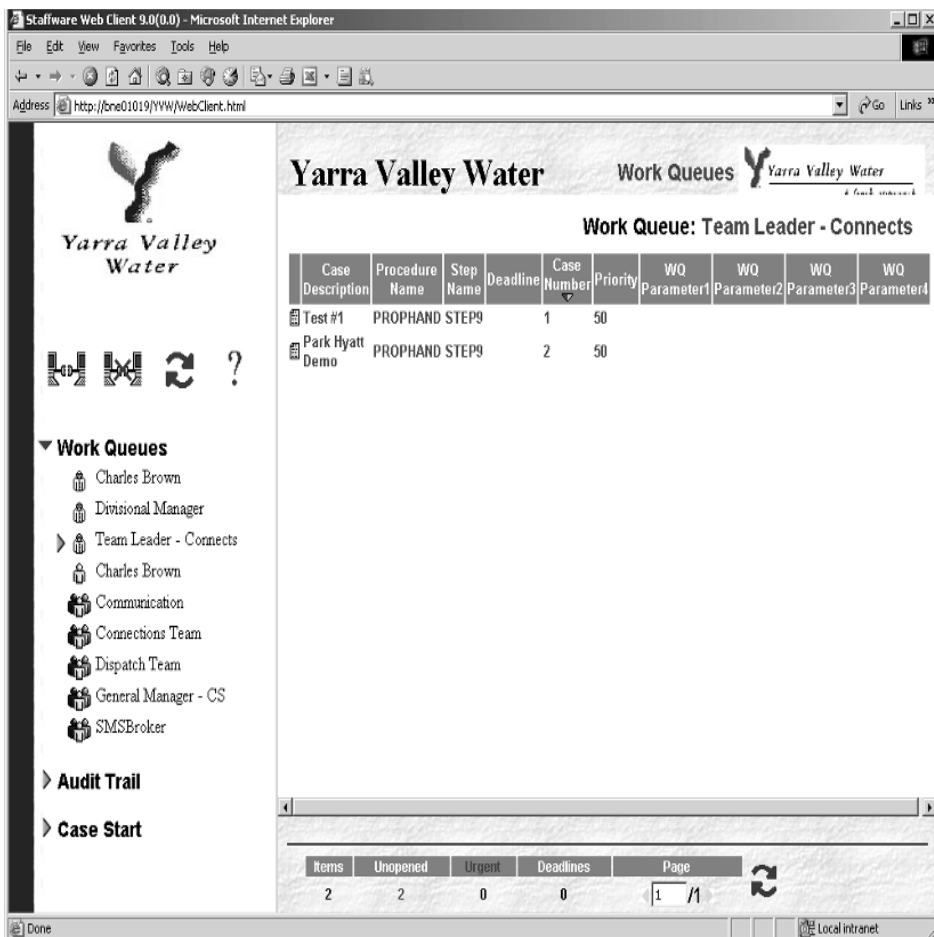 Staffware Web Client 9.0(0.0) - Microsoft Internet Explorer
File Edit View Favorites Tools Help
Address http://bne01019/YVW/WebClient.html Go Links »
Yarra Valley
Water
Yarra Valley Water Work Queues Yarra Valley Water
Work Queue: Team Leader - Connects
Case Description Procedure Name Step Name Deadline Case Number Priority WQ Parameter1 WQ Parameter2 WQ Parameter3 WQ Parameter4
Test #1 PROPHAND STEP9 1 50
Park Hyatt Demo PROPHAND STEP9 2 50
?
Work Queues
Charles Brown
Divisional Manager
Team Leader - Connects
Charles Brown
Communication
Connections Team
Dispatch Team
General Manager - CS
SMSBroker
Audit Trail
Case Start
Items Unopened Urgent Deadlines Page
2 2 0 0 1 /1
Done Local intranet